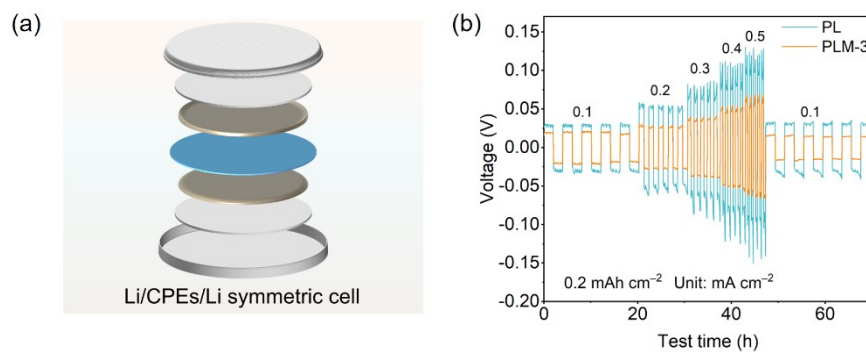 (a)
Li/CPEs/Li symmetric cell
(b)
Voltage (V)
0.15
0.10
0.05
0.00
-0.05
-0.10
-0.15
-0.20
0.1
0.2
0.3
0.4
0.5
0.1
PL
PLM-3
0.2 mAh cm⁻² Unit: mA cm⁻²
0 20 40 60
Test time (h)